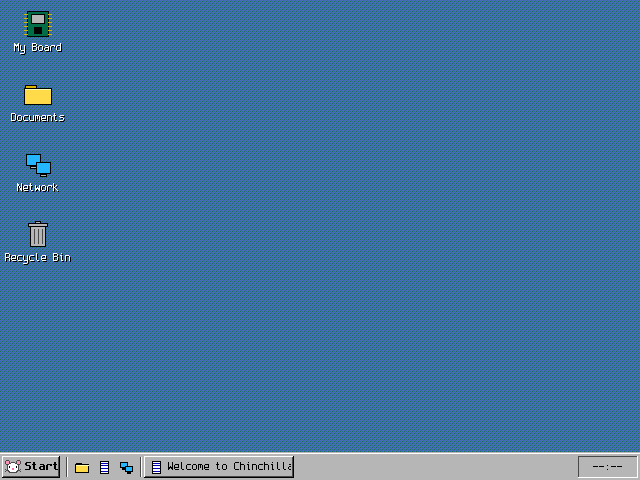 My Board
Documents
Network
Recycle Bin
Start
Welcome to Chinchilla
--:--